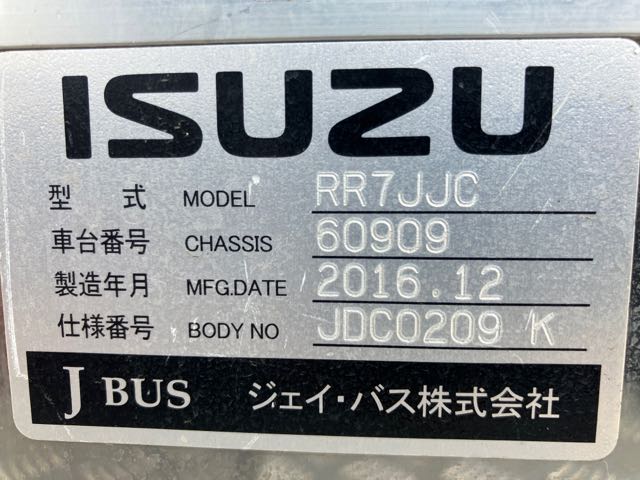 ISUZU
型 式 MODEL RR7JJC
車台番号 CHASSIS 60909
製造年月 MFG.DATE 2016.12
仕様番号 BODY NO JDC0209 K
J BUS ジェイ・バス株式会社